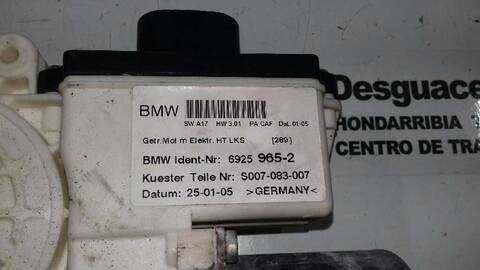 BMW
SW A17 HW 3.01 PA CAF Dat. 01-05
Getr.Mot m Elektr. HT LKS [289]
BMW Ident-Nr: 6925 965-2
Kuester Teile Nr: S007-083-007
Datum: 25-01-05 >GERMANY<
Desguace
HONDARRIBIA
CENTRO DE TRA